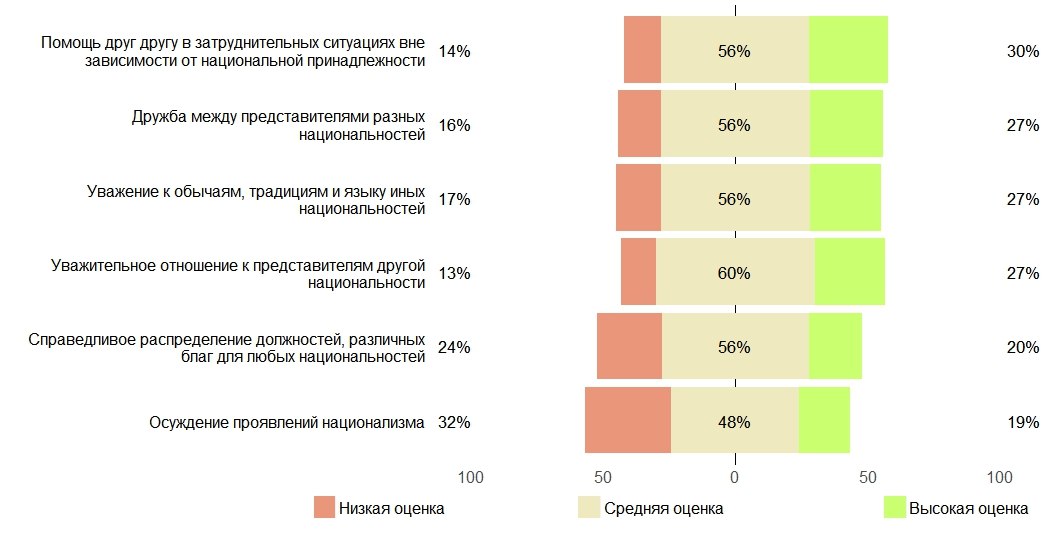 Помощь друг другу в затруднительных ситуациях вне
зависимости от национальной принадлежности
14%
56%
30%
Дружба между представителями разных
национальностей
16%
56%
27%
Уважение к обычаям, традициям и языку иных
национальностей
17%
56%
27%
Уважительное отношение к представителям другой
национальности
13%
60%
27%
Справедливое распределение должностей, различных
благ для любых национальностей
24%
56%
20%
Осуждение проявлений национализма
32%
48%
19%
100 50 0 50 100
Низкая оценка Средняя оценка Высокая оценка